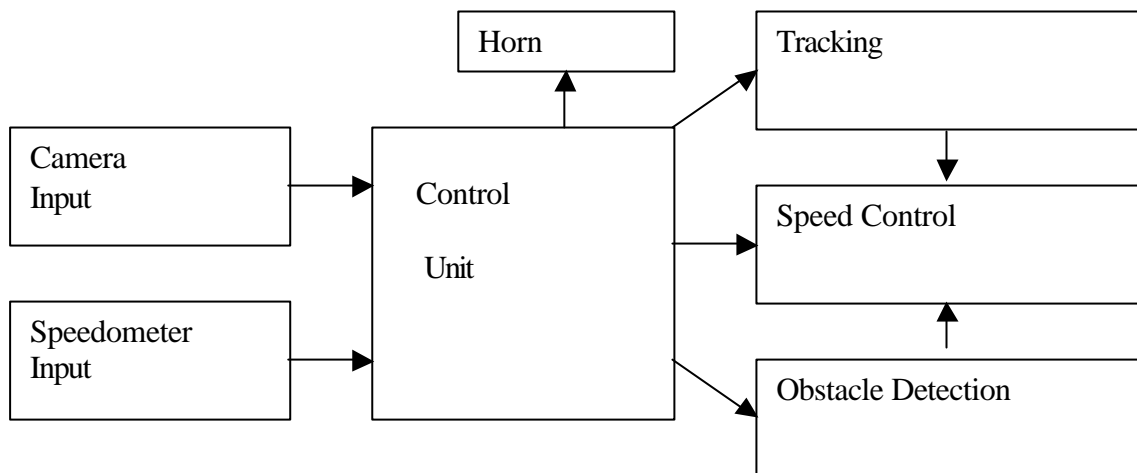 Horn
Tracking
Camera
Input
Control
Unit
Speed Control
Speedometer
Input
Obstacle Detection